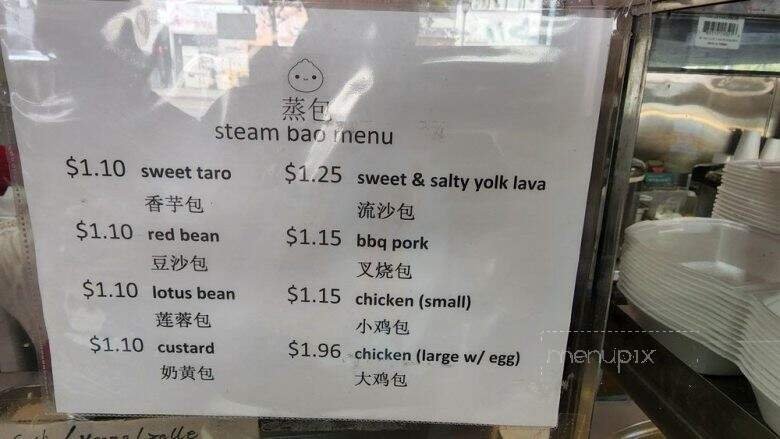 蒸包
steam bao menu
$1.10 sweet taro
香芋包
$1.10 red bean
豆沙包
$1.10 lotus bean
莲蓉包
$1.10 custard
奶黄包
$1.25 sweet & salty yolk lava
流沙包
$1.15 bbq pork
叉烧包
$1.15 chicken (small)
小鸡包
$1.96 chicken (large w/ egg)
大鸡包
menupix